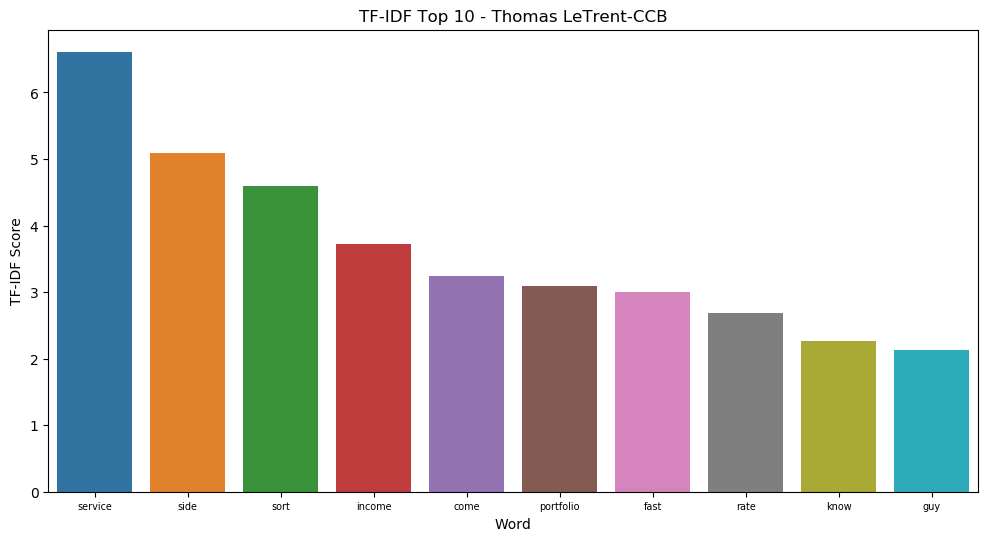 TF-IDF Top 10 - Thomas LeTrent-CCB
TF-IDF Score
6
5
4
3
2
1
0
service side sort income come portfolio fast rate know guy
Word